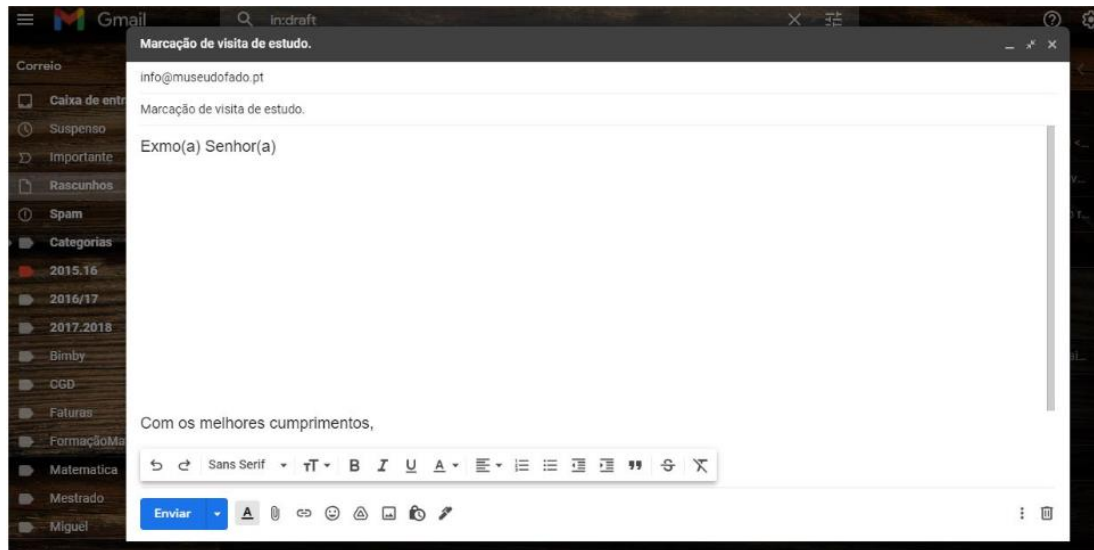 Gmail
in:draft
Marcação de visita de estudo.
Correio
info@museudofado.pt
Caixa de entr
Marcação de visita de estudo.
Suspenso
Exmo(a) Senhor(a)
Importante
Rascunhos
Spam
Categorias
2015.16
2016/17
2017.2018
Bimby
CGD
Faturas
Com os melhores cumprimentos,
FormaçãoMa
Sans Serif
Matematica
Mestrado
Enviar
Miguel